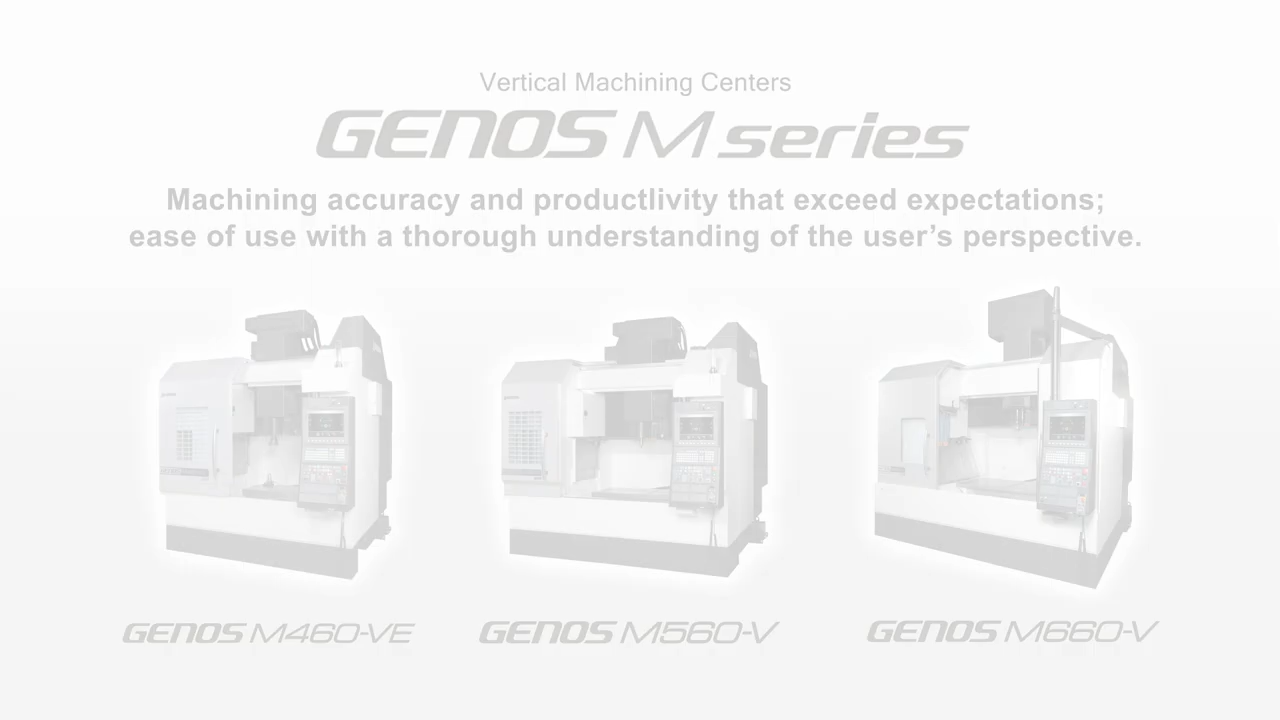 Vertical Machining Centers
GENOS M series
Machining accuracy and productlivity that exceed expectations;
ease of use with a thorough understanding of the user’s perspective.
GENOS M460-VE
GENOS M560-V
GENOS M660-V